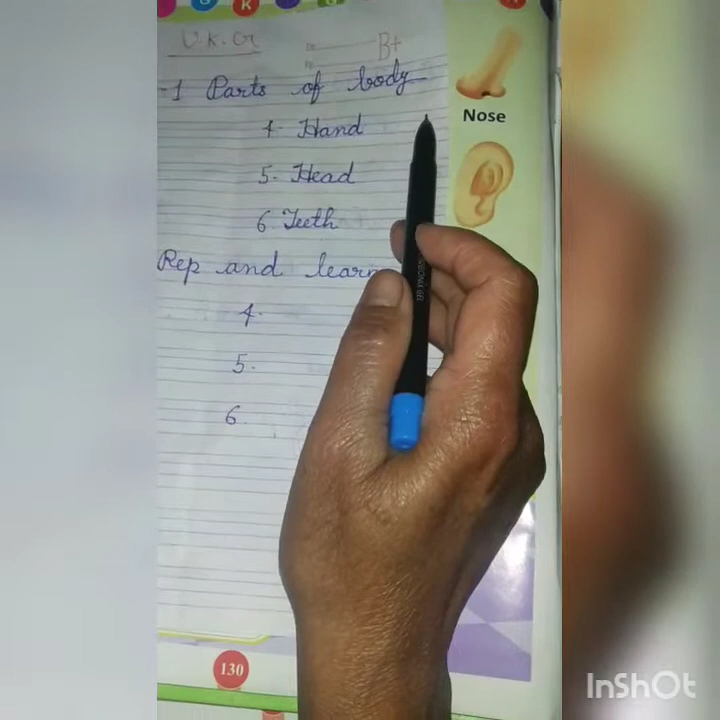 K
U.K.G
B+
1 Parts of body
4. Hand
5. Head
6. Teeth
Rep and learn
4.
5.
6.
Nose
130
InShOt